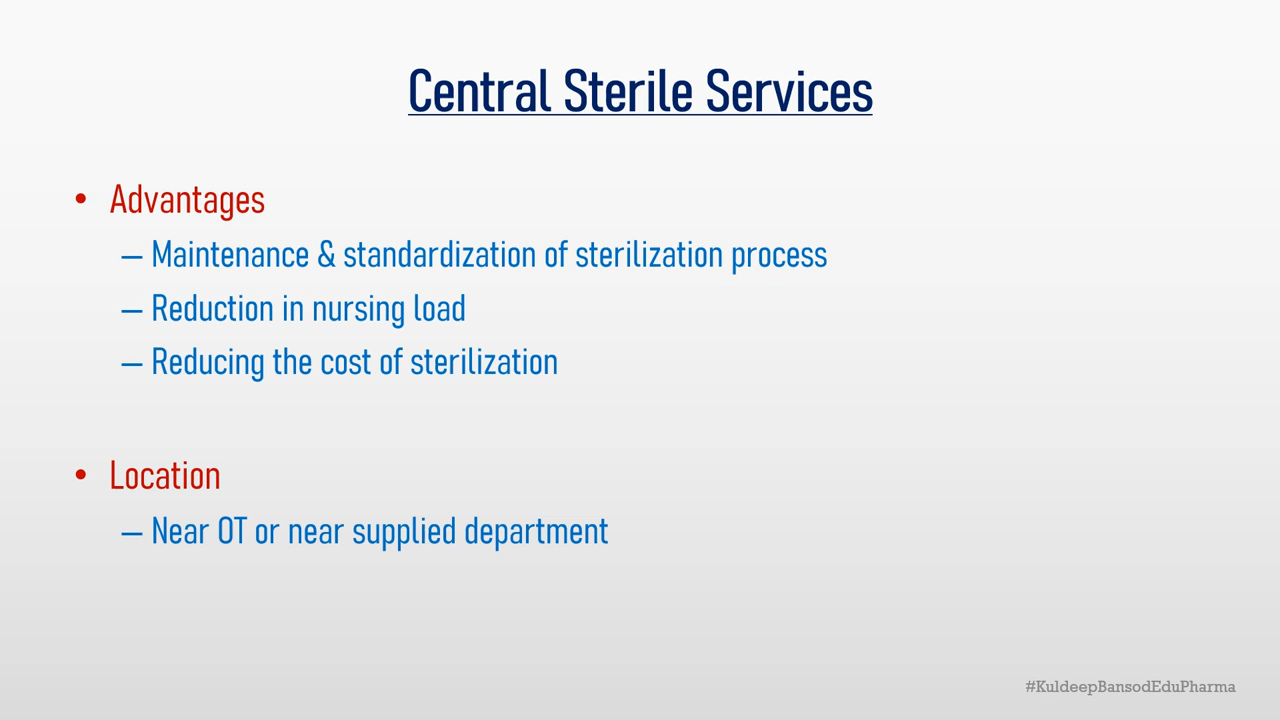 Central Sterile Services
• Advantages
– Maintenance & standardization of sterilization process
– Reduction in nursing load
– Reducing the cost of sterilization
• Location
– Near OT or near supplied department
#KuldeepBansodEduPharma